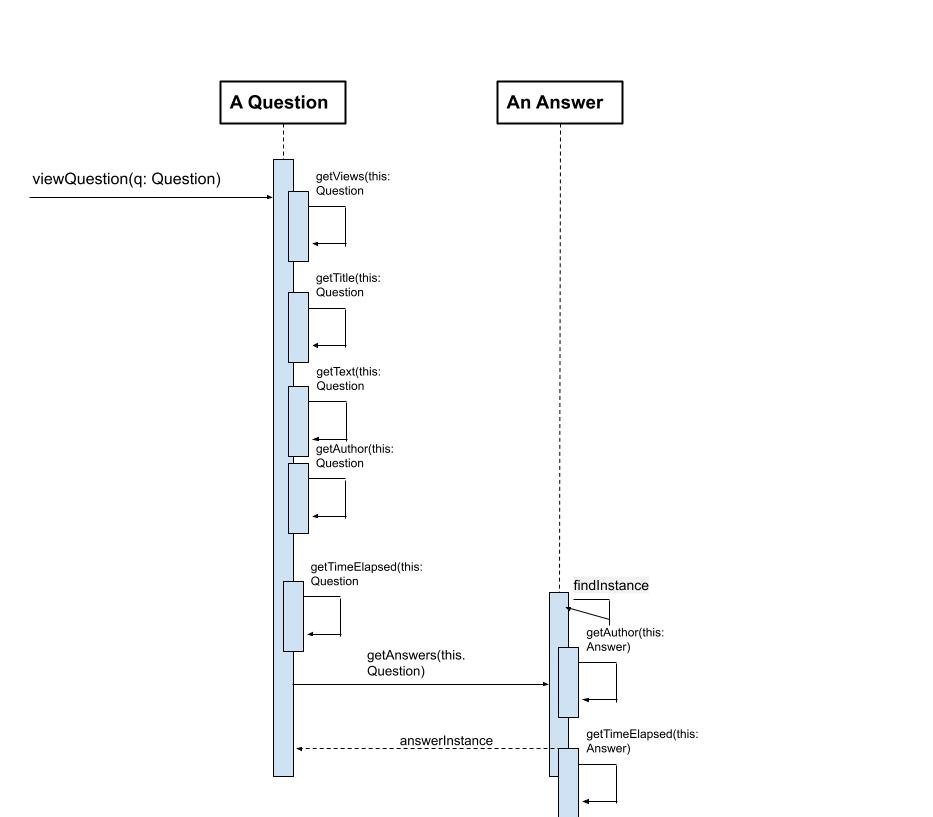 A Question
An Answer
viewQuestion(q: Question)
getViews(this:
Question
getTitle(this:
Question
getText(this:
Question
getAuthor(this:
Question
getTimeElapsed(this:
Question
findInstance
getAuthor(this:
Answer)
getAnswers(this.
Question)
getTimeElapsed(this:
Answer)
answerInstance